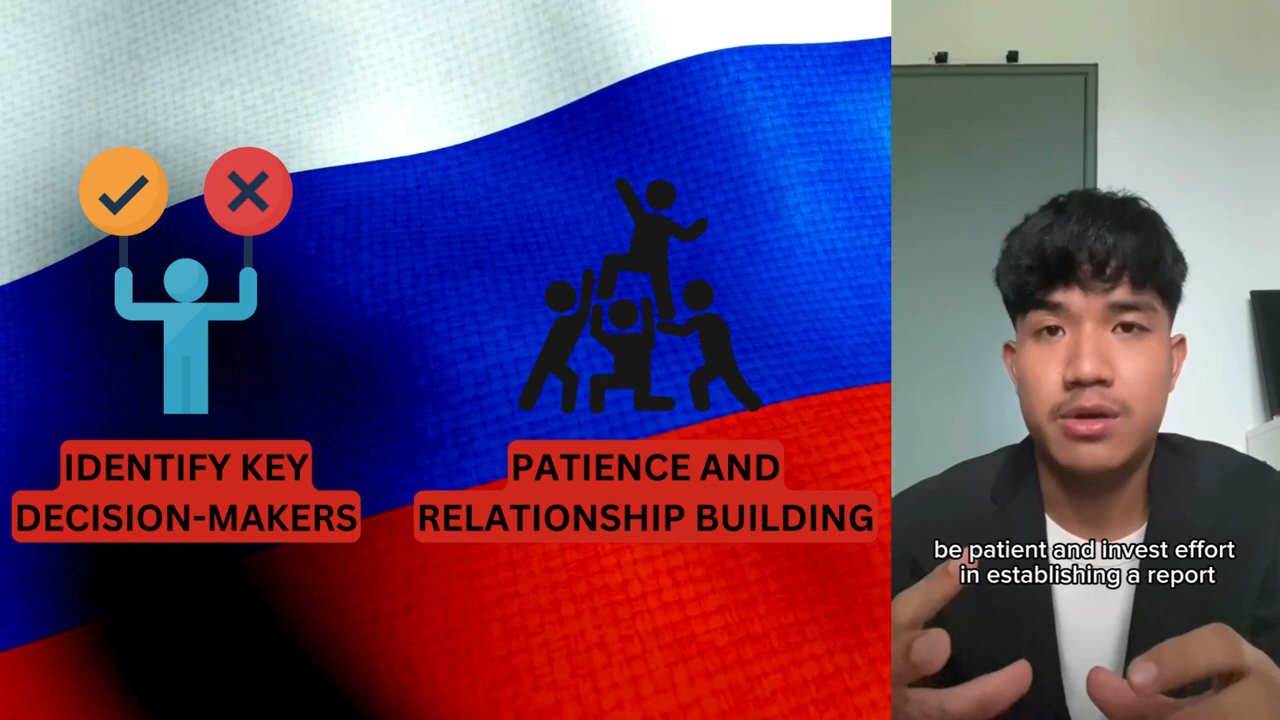 IDENTIFY KEY
DECISION-MAKERS
PATIENCE AND
RELATIONSHIP BUILDING
be patient and invest effort
in establishing a report